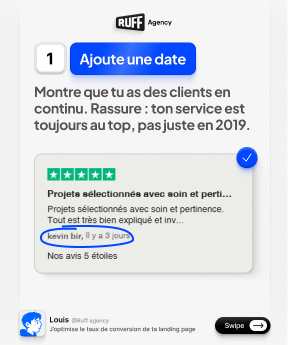 RUFF Agency
1 Ajoute une date
Montre que tu as des clients en
continu. Rassure : ton service est
toujours au top, pas juste en 2019.
Projets sélectionnés avec soin et perti...
Projets sélectionnés avec soin et pertinence.
Tout est très bien expliqué et inv...
kevin bir, Il y a 3 jours
Nos avis 5 étoiles
Louis @Ruff agency
J'optimise le taux de conversion de ta landing page
Swipe